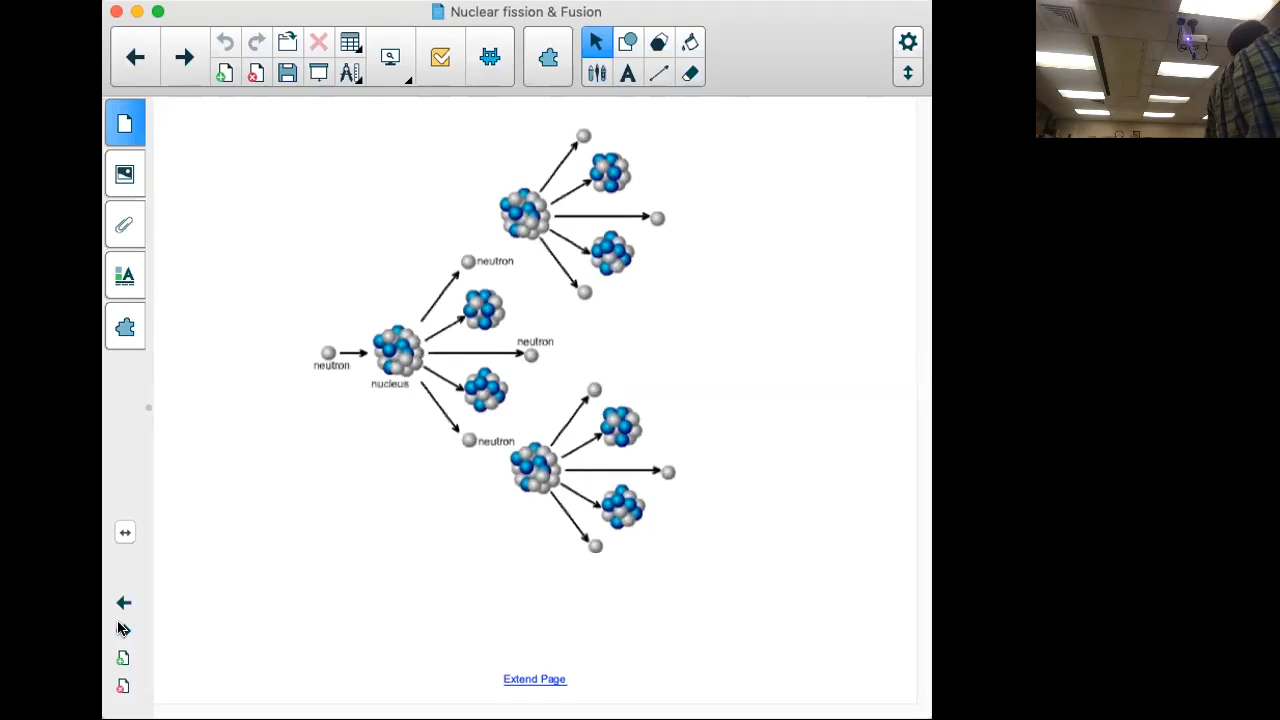 Nuclear fission & Fusion
neutron
neutron
neutron
nucleus
neutron
Extend Page